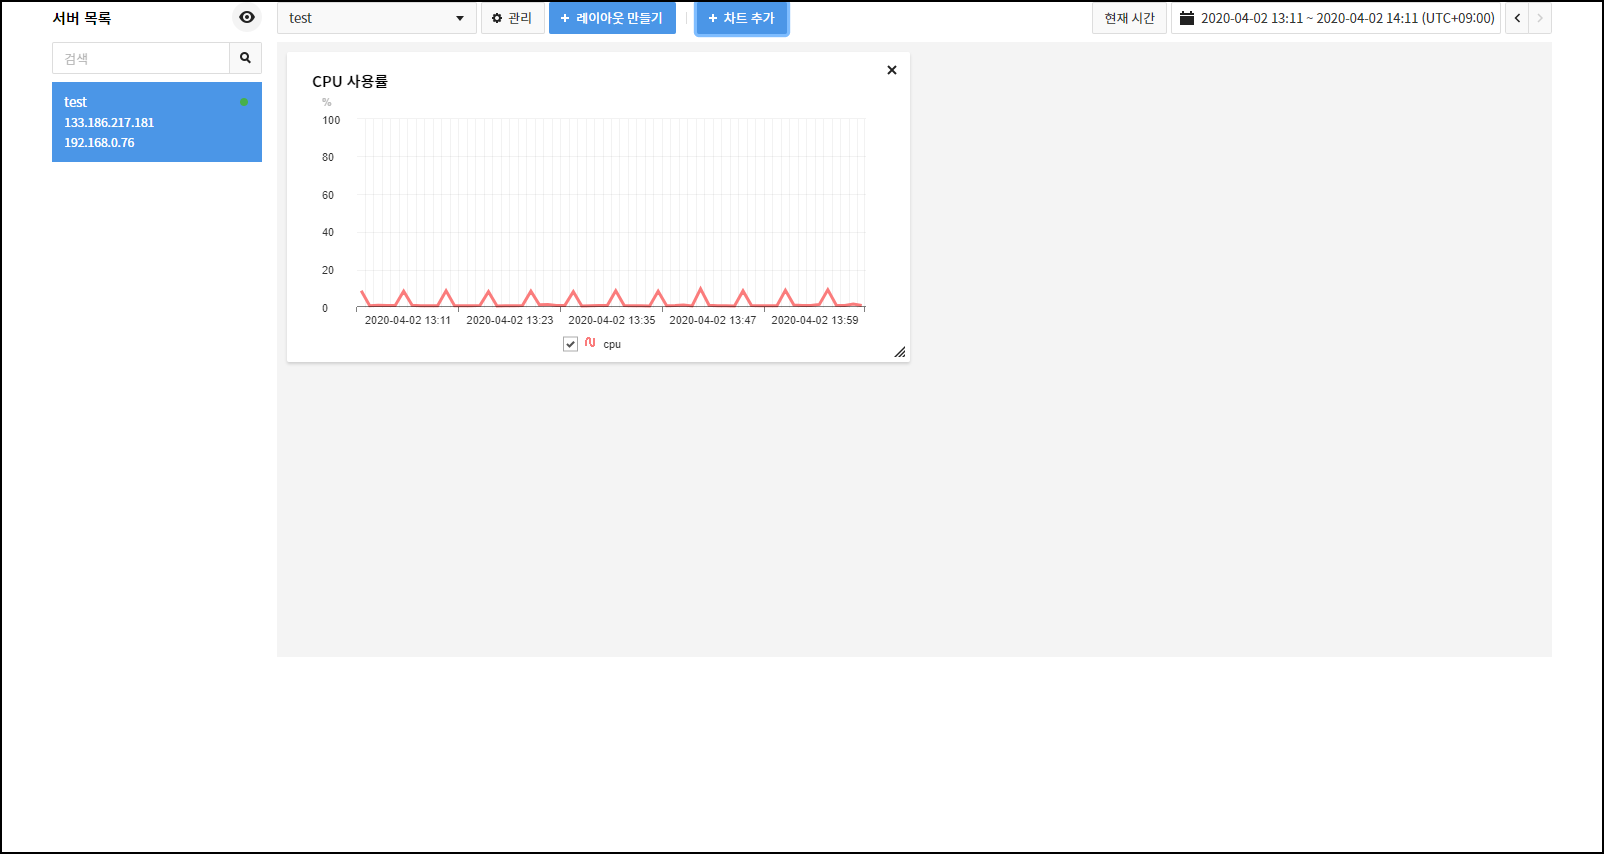 서버 목록
test
관리
+ 레이아웃 만들기
+ 차트 추가
현재 시간
2020-04-02 13:11 ~ 2020-04-02 14:11 (UTC+09:00)
검색
test
133.186.217.181
192.168.0.76
CPU 사용률
%
100
80
60
40
20
0
2020-04-02 13:11
2020-04-02 13:23
2020-04-02 13:35
2020-04-02 13:47
2020-04-02 13:59
cpu